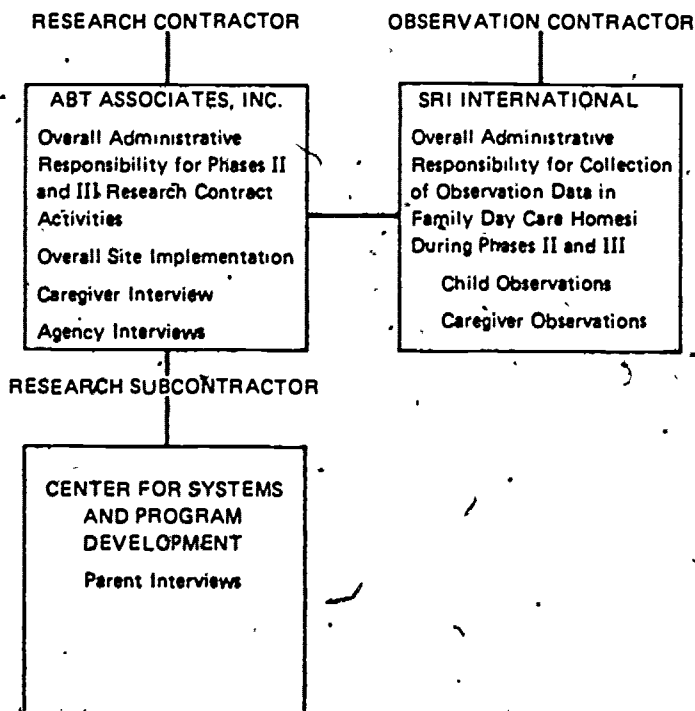 RESEARCH CONTRACTOR
ABT ASSOCIATES, INC.
Overall Administrative
Responsibility for Phases II
and III Research Contract
Activities
Overall Site Implementation
Caregiver Interview
Agency Interviews
OBSERVATION CONTRACTOR
SRI INTERNATIONAL
Overall Administrative
Responsibility for Collection
of Observation Data in
Family Day Care Homesi
During Phases II and III
Child Observations
Caregiver Observations
RESEARCH SUBCONTRACTOR
CENTER FOR SYSTEMS
AND PROGRAM
DEVELOPMENT
Parent Interviews